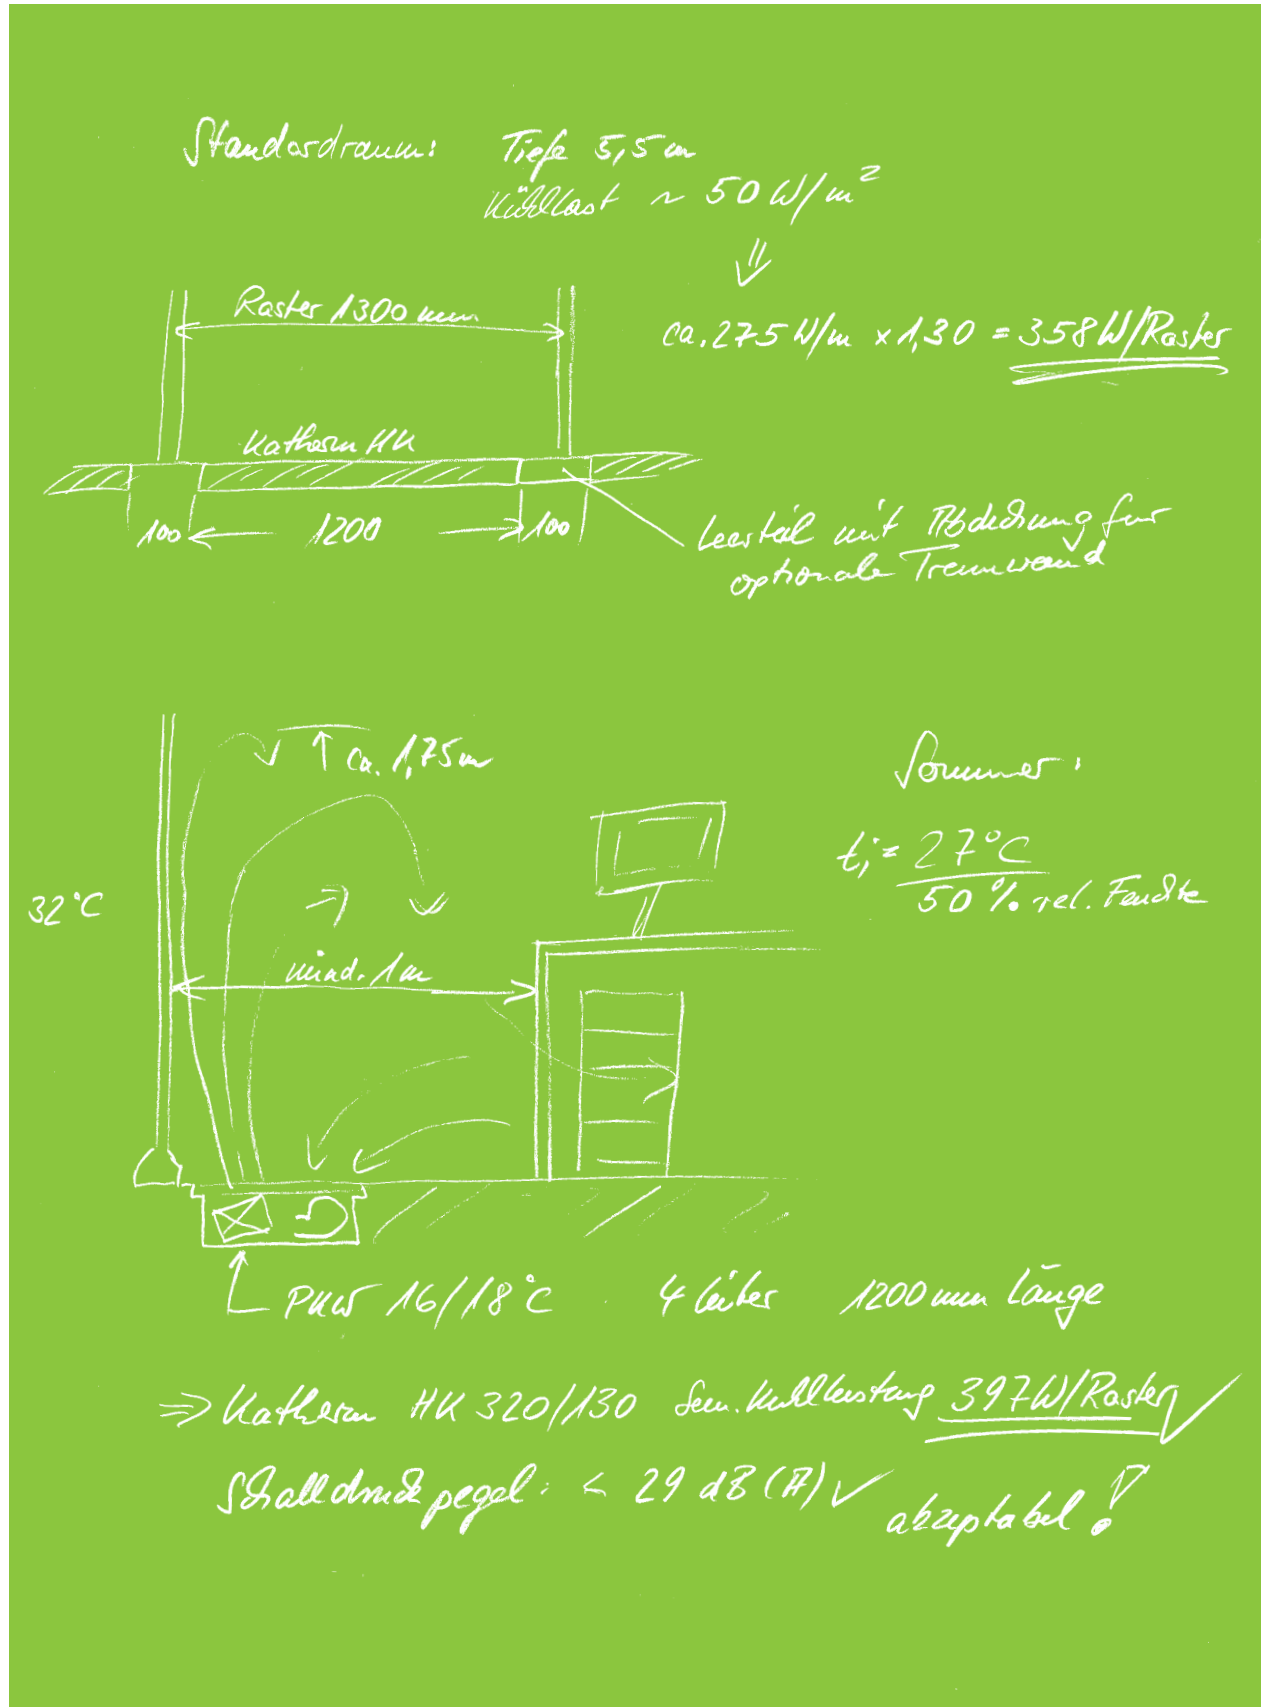 Standardraum: Tiefe 5,5 m
Kühllast ~ 50 W/m²
⇓
Raster 1300 mm
ca. 275 W/m × 1,30 = 358 W/Raster
Katherm HK
100 ← 1200 → 100
Leerteil mit Abdeckung für
optionale Trennwand
↑ ca. 1,75 m
Sommer:
ti = 27°C
50 % rel. Feuchte
32°C
mind. 1 m
PKW 16/18°C 4 Leiter 1200 mm Länge
⇒ Katherm HK 320/130 Sen. Kühlleistung 397 W/Raster ✓
Schalldruckpegel: < 29 dB (A) ✓ akzeptabel!